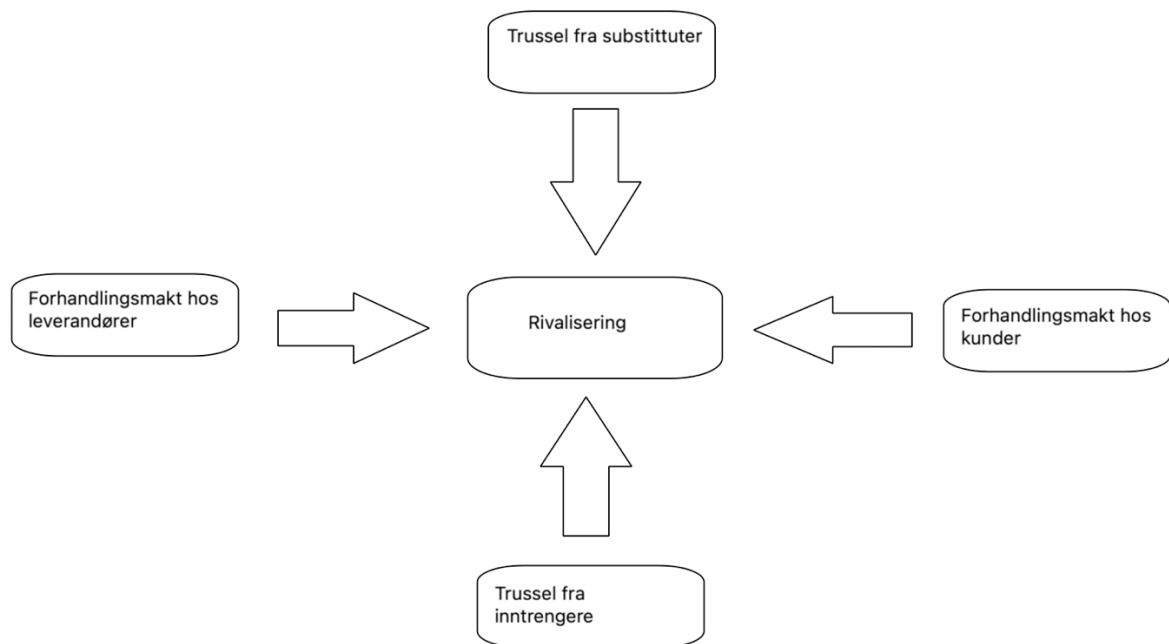 Trussel fra substittuter
Forhandlingsmakt hos
leverandører
Rivalisering
Forhandlingsmakt hos
kunder
Trussel fra
inntrengere